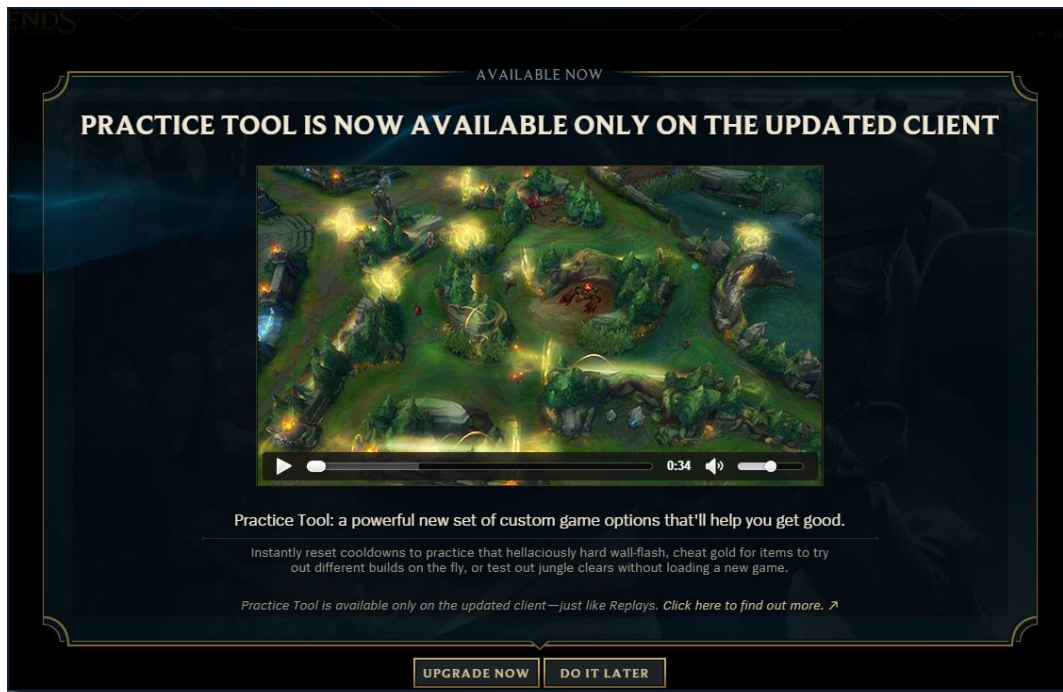 ENDS
AVAILABLE NOW
PRACTICE TOOL IS NOW AVAILABLE ONLY ON THE UPDATED CLIENT
0:34
Practice Tool: a powerful new set of custom game options that'll help you get good.
Instantly reset cooldowns to practice that hellaciously hard wall-flash, cheat gold for items to try
out different builds on the fly, or test out jungle clears without loading a new game.
Practice Tool is available only on the updated client—just like Replays. Click here to find out more. ↗
UPGRADE NOW DO IT LATER